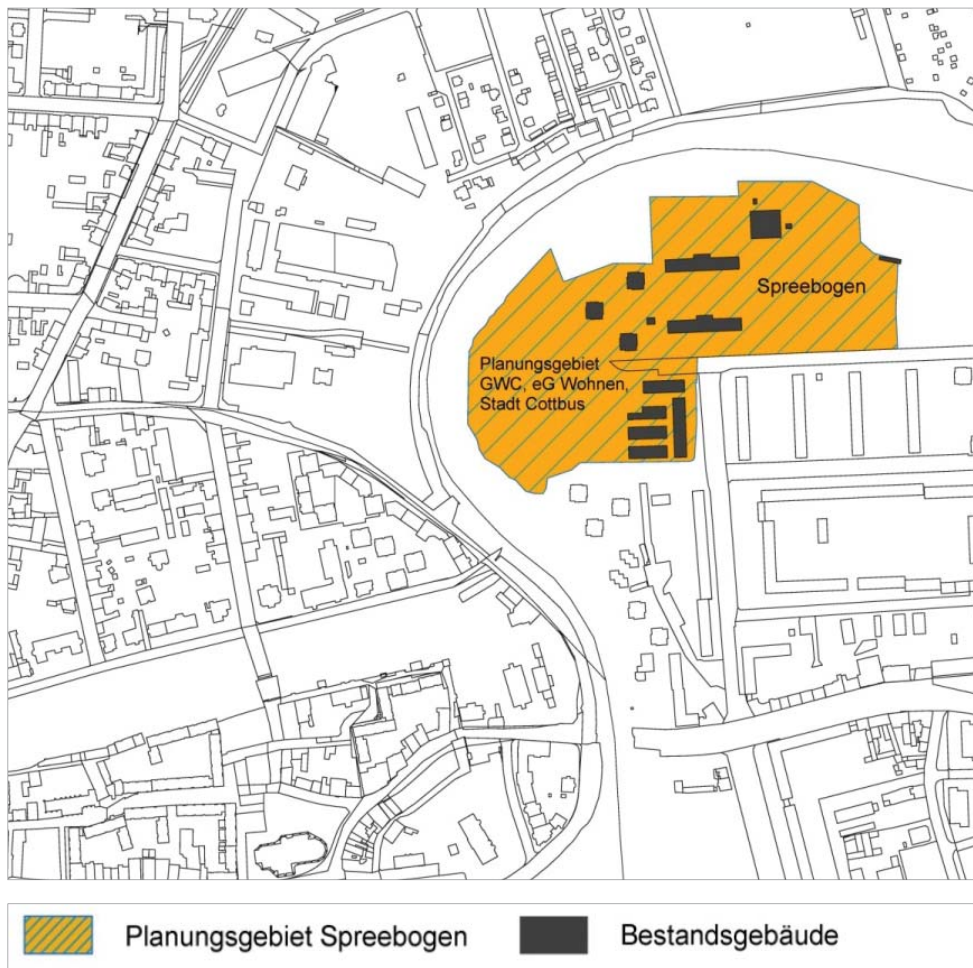 Spreebogen
Planungsgebiet
GWC, eG Wohnen,
Stadt Cottbus
Planungsgebiet Spreebogen
Bestandsgebäude